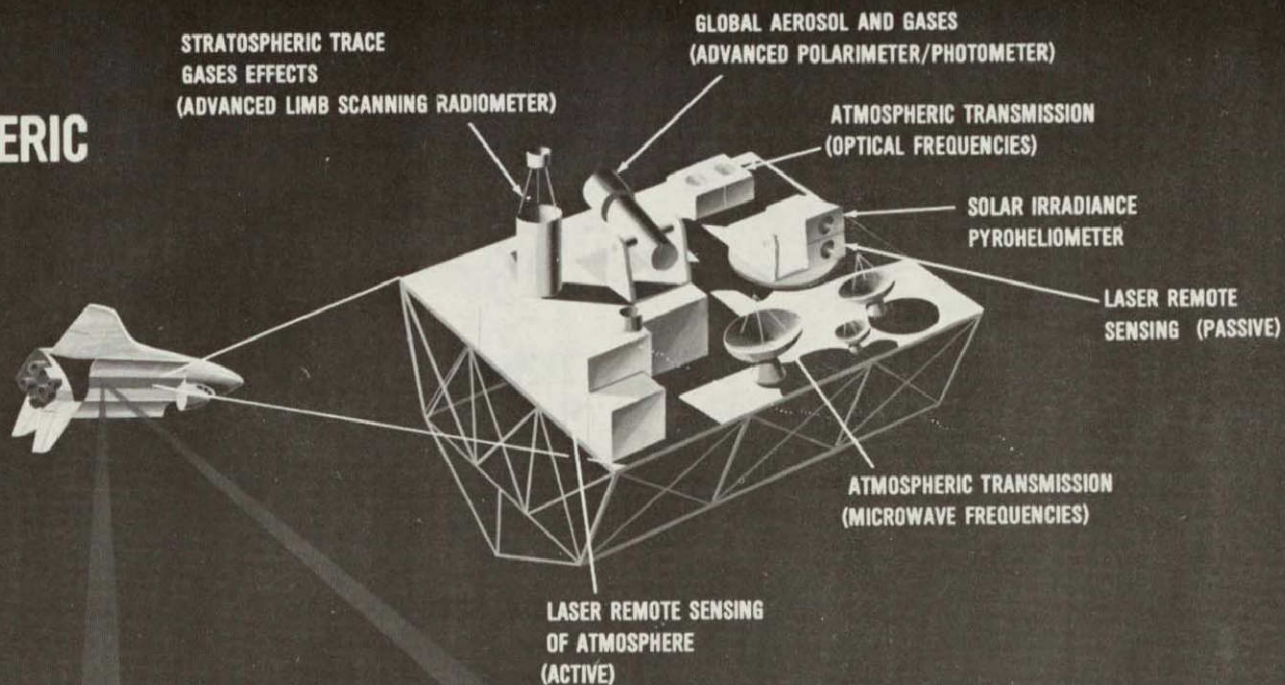 ERIC
STRATOSPHERIC TRACE
GASES EFFECTS
(ADVANCED LIMB SCANNING RADIOMETER)
GLOBAL AEROSOL AND GASES
(ADVANCED POLARIMETER/PHOTOMETER)
ATMOSPHERIC TRANSMISSION
(OPTICAL FREQUENCIES)
SOLAR IRRADIANCE
PYROHELIOMETER
LASER REMOTE
SENSING (PASSIVE)
ATMOSPHERIC TRANSMISSION
(MICROWAVE FREQUENCIES)
LASER REMOTE SENSING
OF ATMOSPHERE
(ACTIVE)